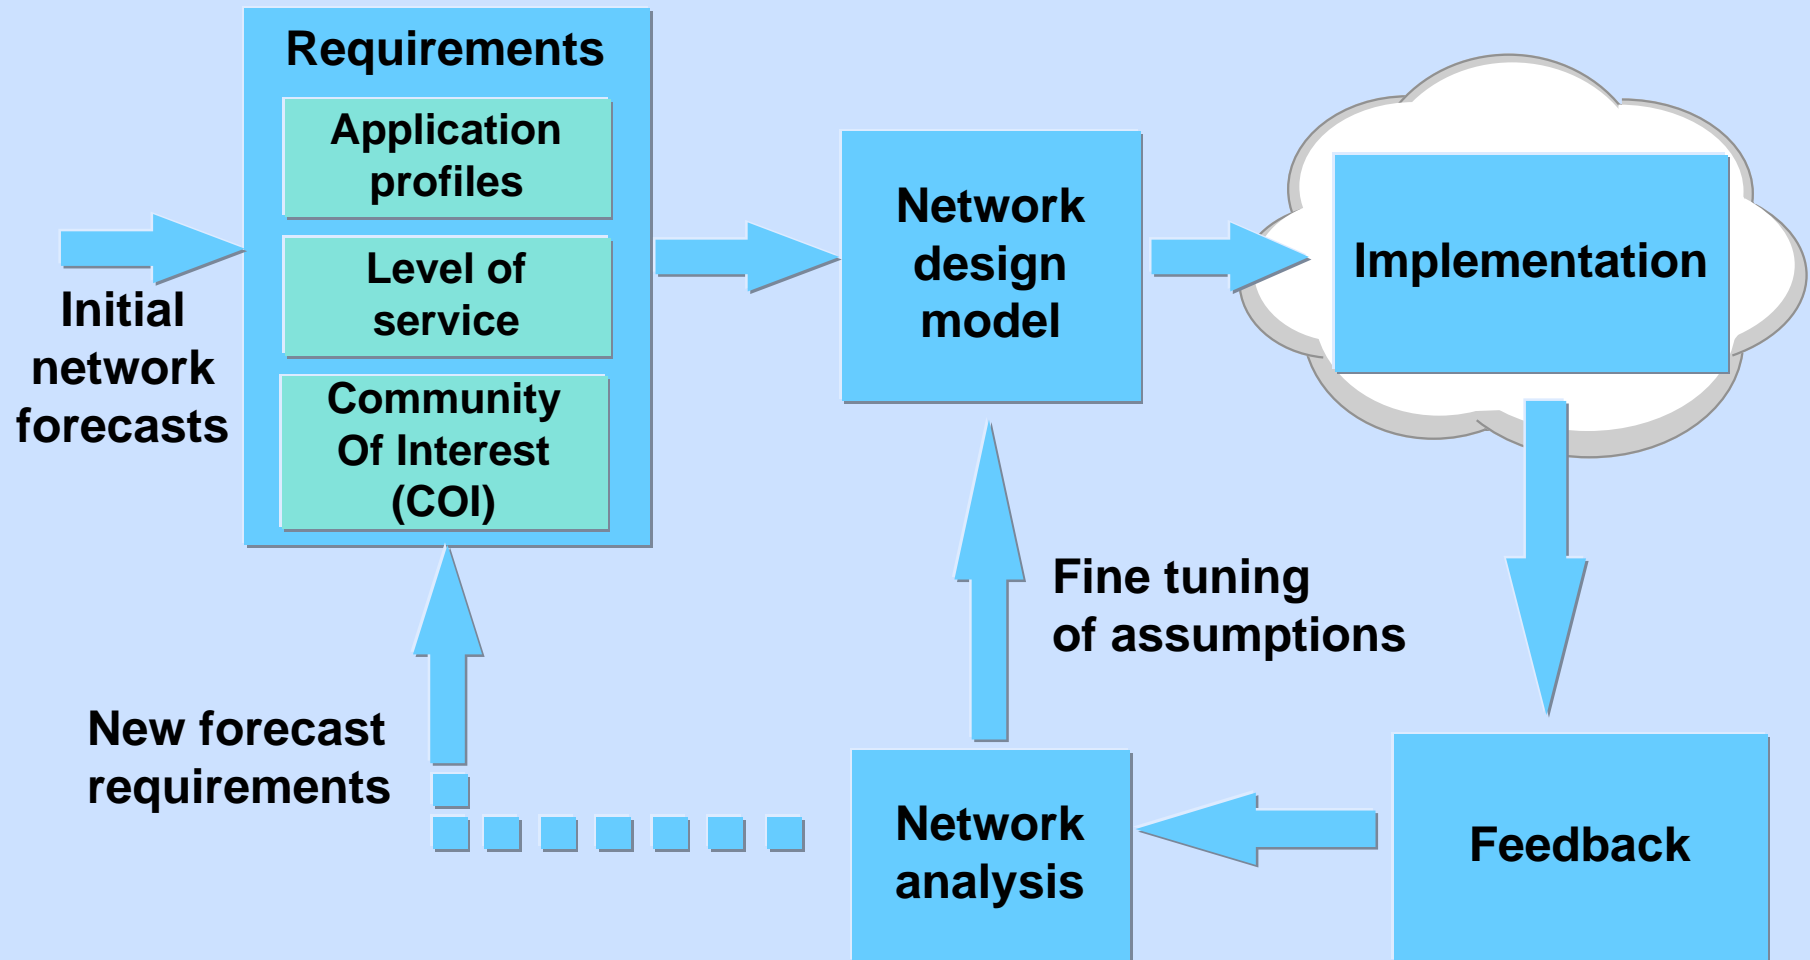 Requirements
Application
profiles
Level of
service
Community
Of Interest
(COI)
Initial
network
forecasts
Network
design
model
Implementation
Fine tuning
of assumptions
New forecast
requirements
Network
analysis
Feedback